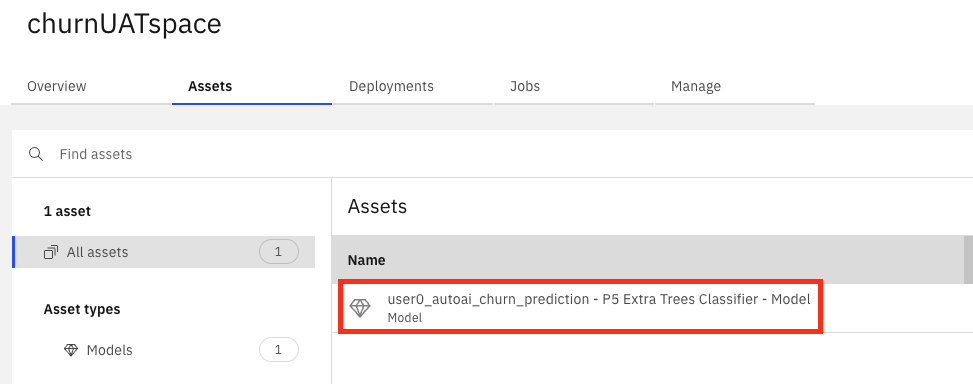 churnUATspace
Overview Assets Deployments Jobs Manage
Find assets
1 asset
All assets 1
Asset types
Models 1
Assets
Name
user0_autoai_churn_prediction - P5 Extra Trees Classifier - Model
Model